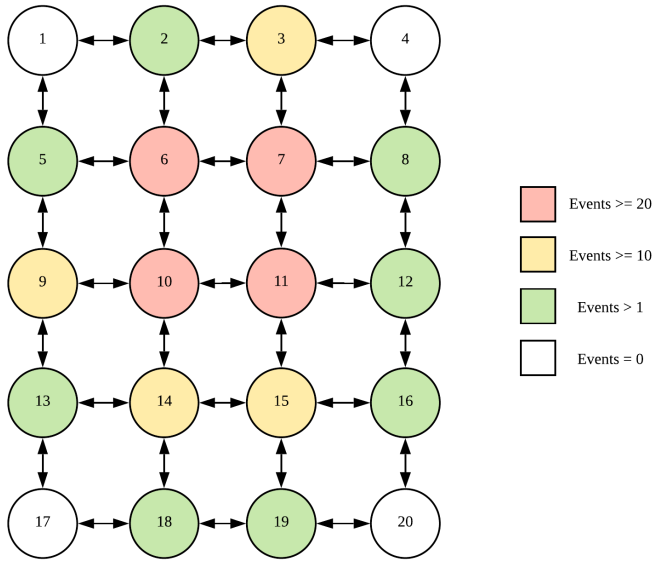 1 2 3 4
5 6 7 8
9 10 11 12
13 14 15 16
17 18 19 20
Events >= 20
Events >= 10
Events > 1
Events = 0